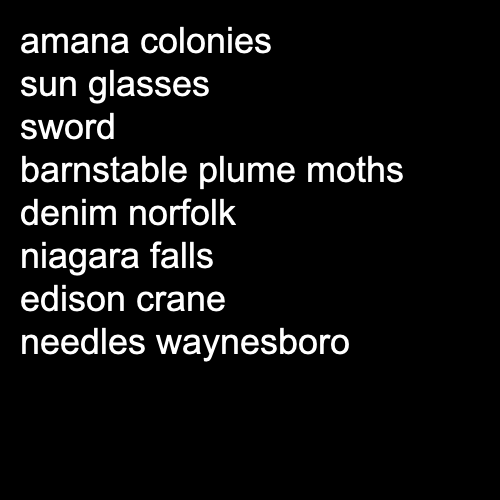 amana colonies
sun glasses
sword
barnstable plume moths
denim norfolk
niagara falls
edison crane
needles waynesboro